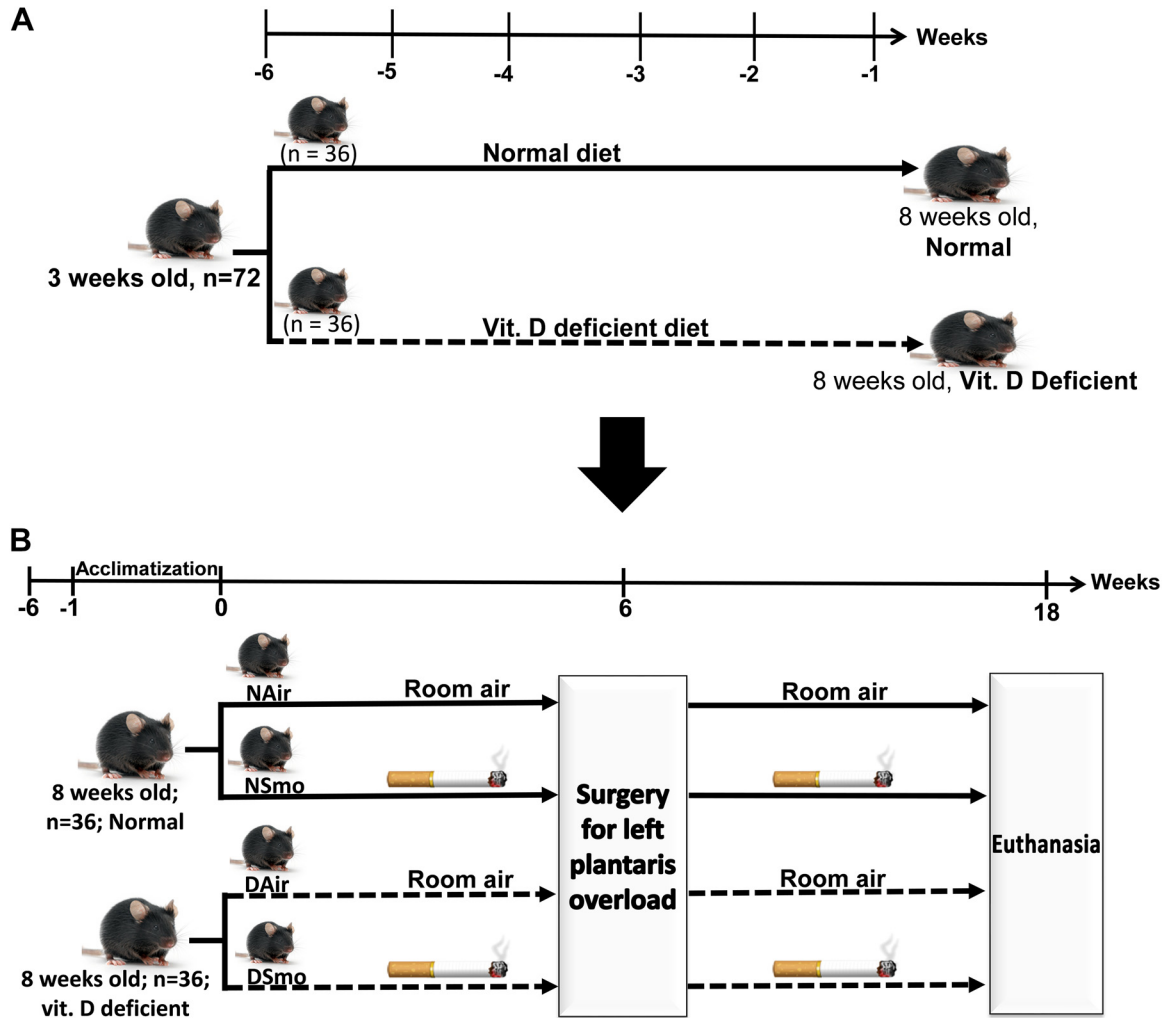 A
Weeks
-6 -5 -4 -3 -2 -1
(n = 36)
Normal diet
8 weeks old,
Normal
3 weeks old, n=72
(n = 36)
Vit. D deficient diet
8 weeks old, Vit. D Deficient
B
Acclimatization
Weeks
-6 -1 0 6 18
NAir
Room air
Room air
NSmo
8 weeks old;
n=36; Normal
DAir
Room air
Room air
DSmo
8 weeks old; n=36;
vit. D deficient
Surgery
for left
plantaris
overload
Euthanasia